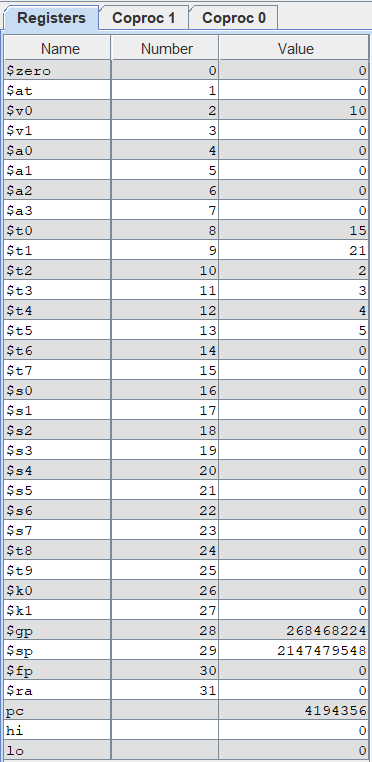 Registers Coproc 1 Coproc 0
Name Number Value
$zero 0 0
$at 1 0
$v0 2 10
$v1 3 0
$a0 4 0
$a1 5 0
$a2 6 0
$a3 7 0
$t0 8 15
$t1 9 21
$t2 10 2
$t3 11 3
$t4 12 4
$t5 13 5
$t6 14 0
$t7 15 0
$s0 16 0
$s1 17 0
$s2 18 0
$s3 19 0
$s4 20 0
$s5 21 0
$s6 22 0
$s7 23 0
$t8 24 0
$t9 25 0
$k0 26 0
$k1 27 0
$gp 28 268468224
$sp 29 2147479548
$fp 30 0
$ra 31 0
pc 4194356
hi 0
lo 0